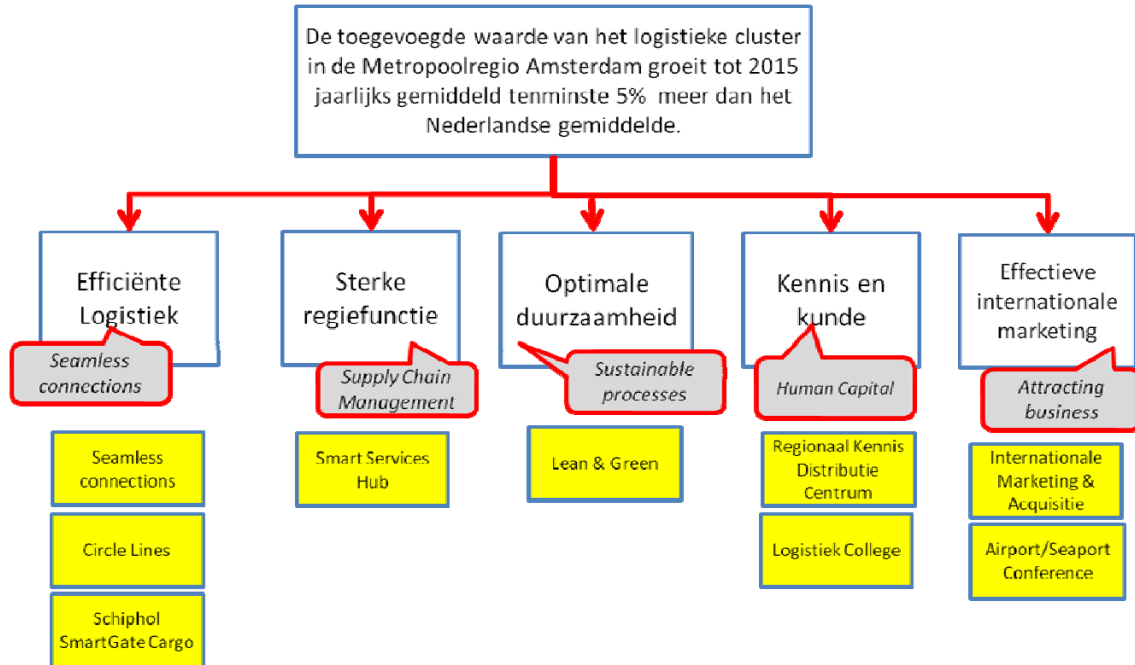 De toegevoegde waarde van het logistieke cluster
in de Metropoolregio Amsterdam groeit tot 2015
jaarlijks gemiddeld tenminste 5% meer dan het
Nederlandse gemiddelde.
Efficiënte
Logistiek
Seamless
connections
Sterke
regiefunctie
Supply Chain
Management
Optimale
duurzaamheid
Sustainable
processes
Kennis en
kunde
Human Capital
Effectieve
internationale
marketing
Attracting
business
Seamless
connections
Circle Lines
Schiphol
SmartGate Cargo
Smart Services
Hub
Lean & Green
Regionaal Kennis
Distributie
Centrum
Logistiek College
Internationale
Marketing &
Acquisitie
Airport/Seaport
Conference